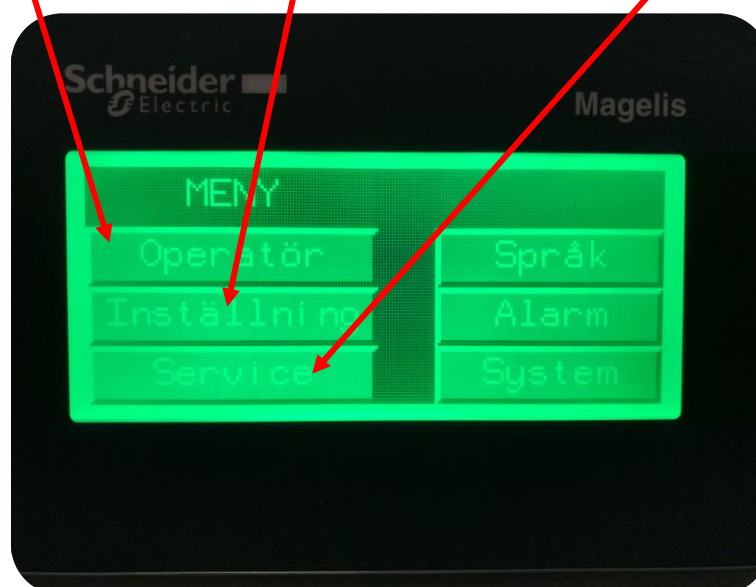 Schneider
Electric
Magelis
MENY
Operatör
Språk
Inställning
Alarm
Service
System